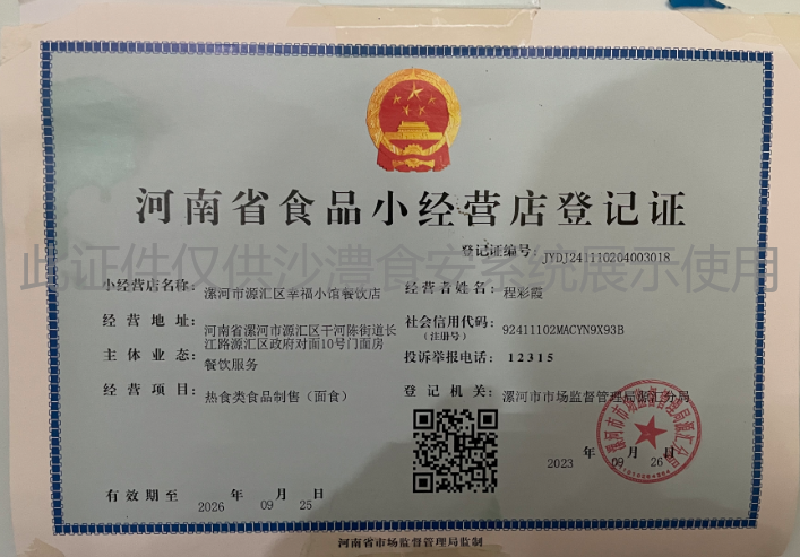 河南省食品小经营店登记证
登记证编号: JYDJ241110204003018
此证件仅供沙澧食安系统展示使用
小经营店名称: 漯河市源汇区幸福小馆餐饮店
经营者姓名: 程彩霞
经营地址: 河南省漯河市源汇区干河陈街道长
江路源汇区政府对面10号门面房
社会信用代码: 92411102MACYN9X93B
(注册号)
主体业态: 餐饮服务
投诉举报电话: 12315
经营项目: 热食类食品制售（面食）
登记机关: 漯河市市场监督管理局源汇分局
2023 年 09 月 26 日
有效期至 2026 年 09 月 25 日
河南省市场监督管理局监制